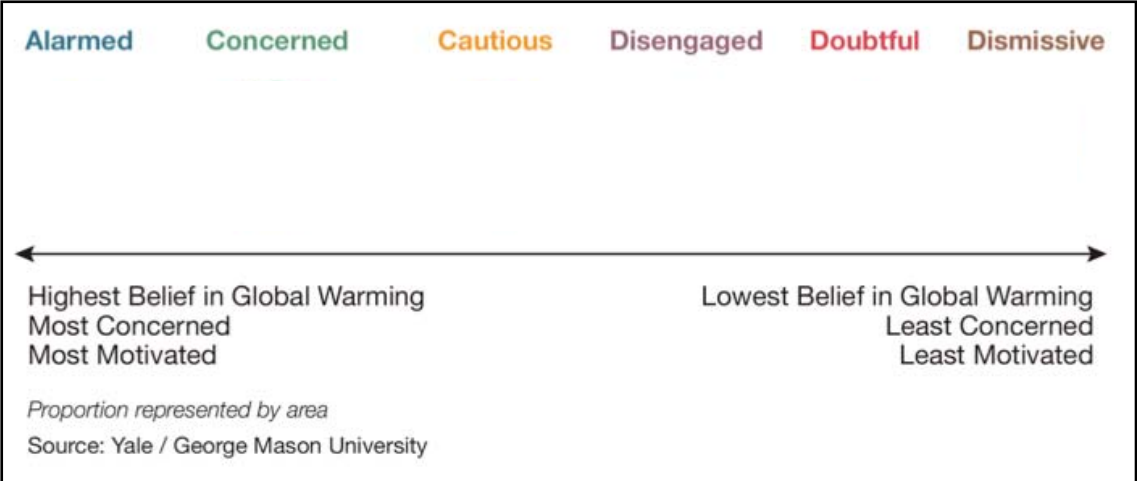 Alarmed Concerned Cautious Disengaged Doubtful Dismissive
Highest Belief in Global Warming
Most Concerned
Most Motivated
Lowest Belief in Global Warming
Least Concerned
Least Motivated
Proportion represented by area
Source: Yale / George Mason University